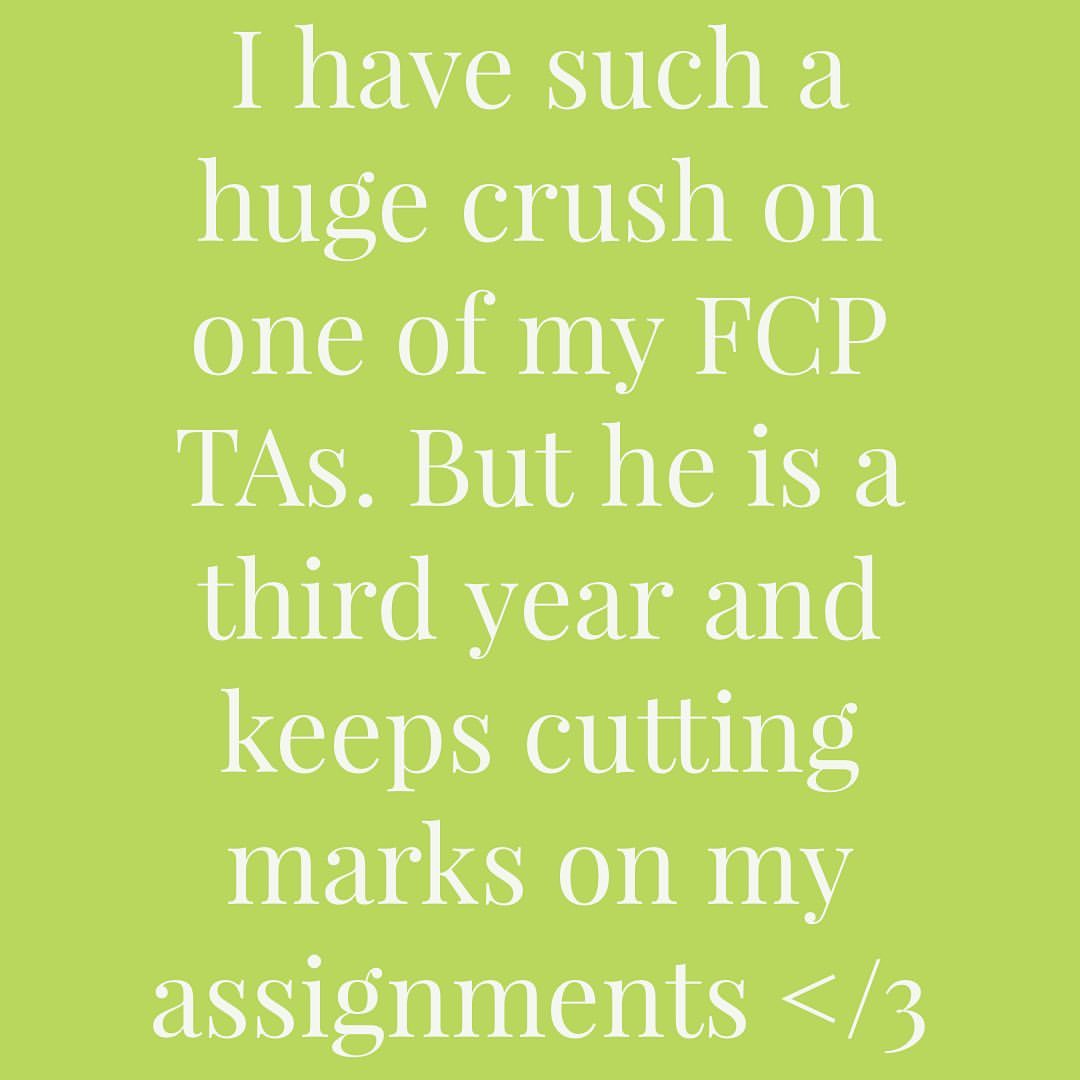 I have such a
huge crush on
one of my FCP
TAs. But he is a
third year and
keeps cutting
marks on my
assignments </3